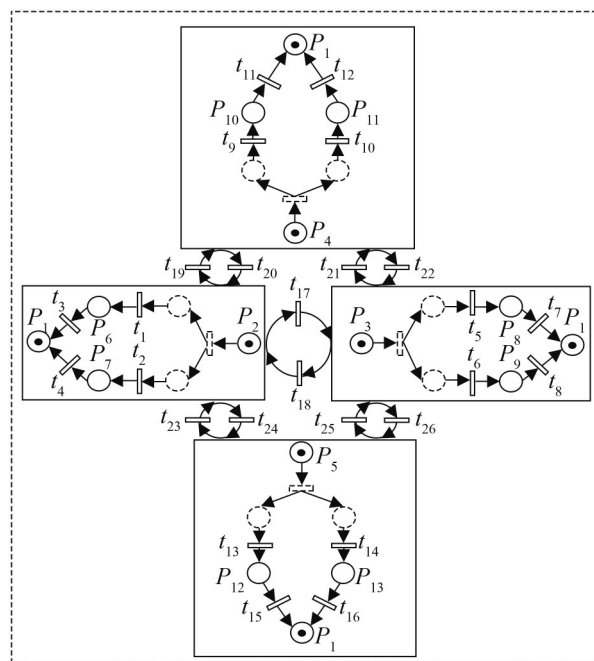 P₁
t₁₁ t₁₂
P₁₀ P₁₁
t₉ t₁₀
P₄
t₁₉ t₂₀ t₂₁ t₂₂
t₁₇
P₁ t₃ P₆ t₁ P₂
t₄ P₇ t₂
P₃ t₅ P₈ t₇ P₁
t₆ P₉ t₈
t₁₈
t₂₃ t₂₄ t₂₅ t₂₆
P₅
t₁₃ t₁₄
P₁₂ P₁₃
t₁₅ t₁₆
P₁